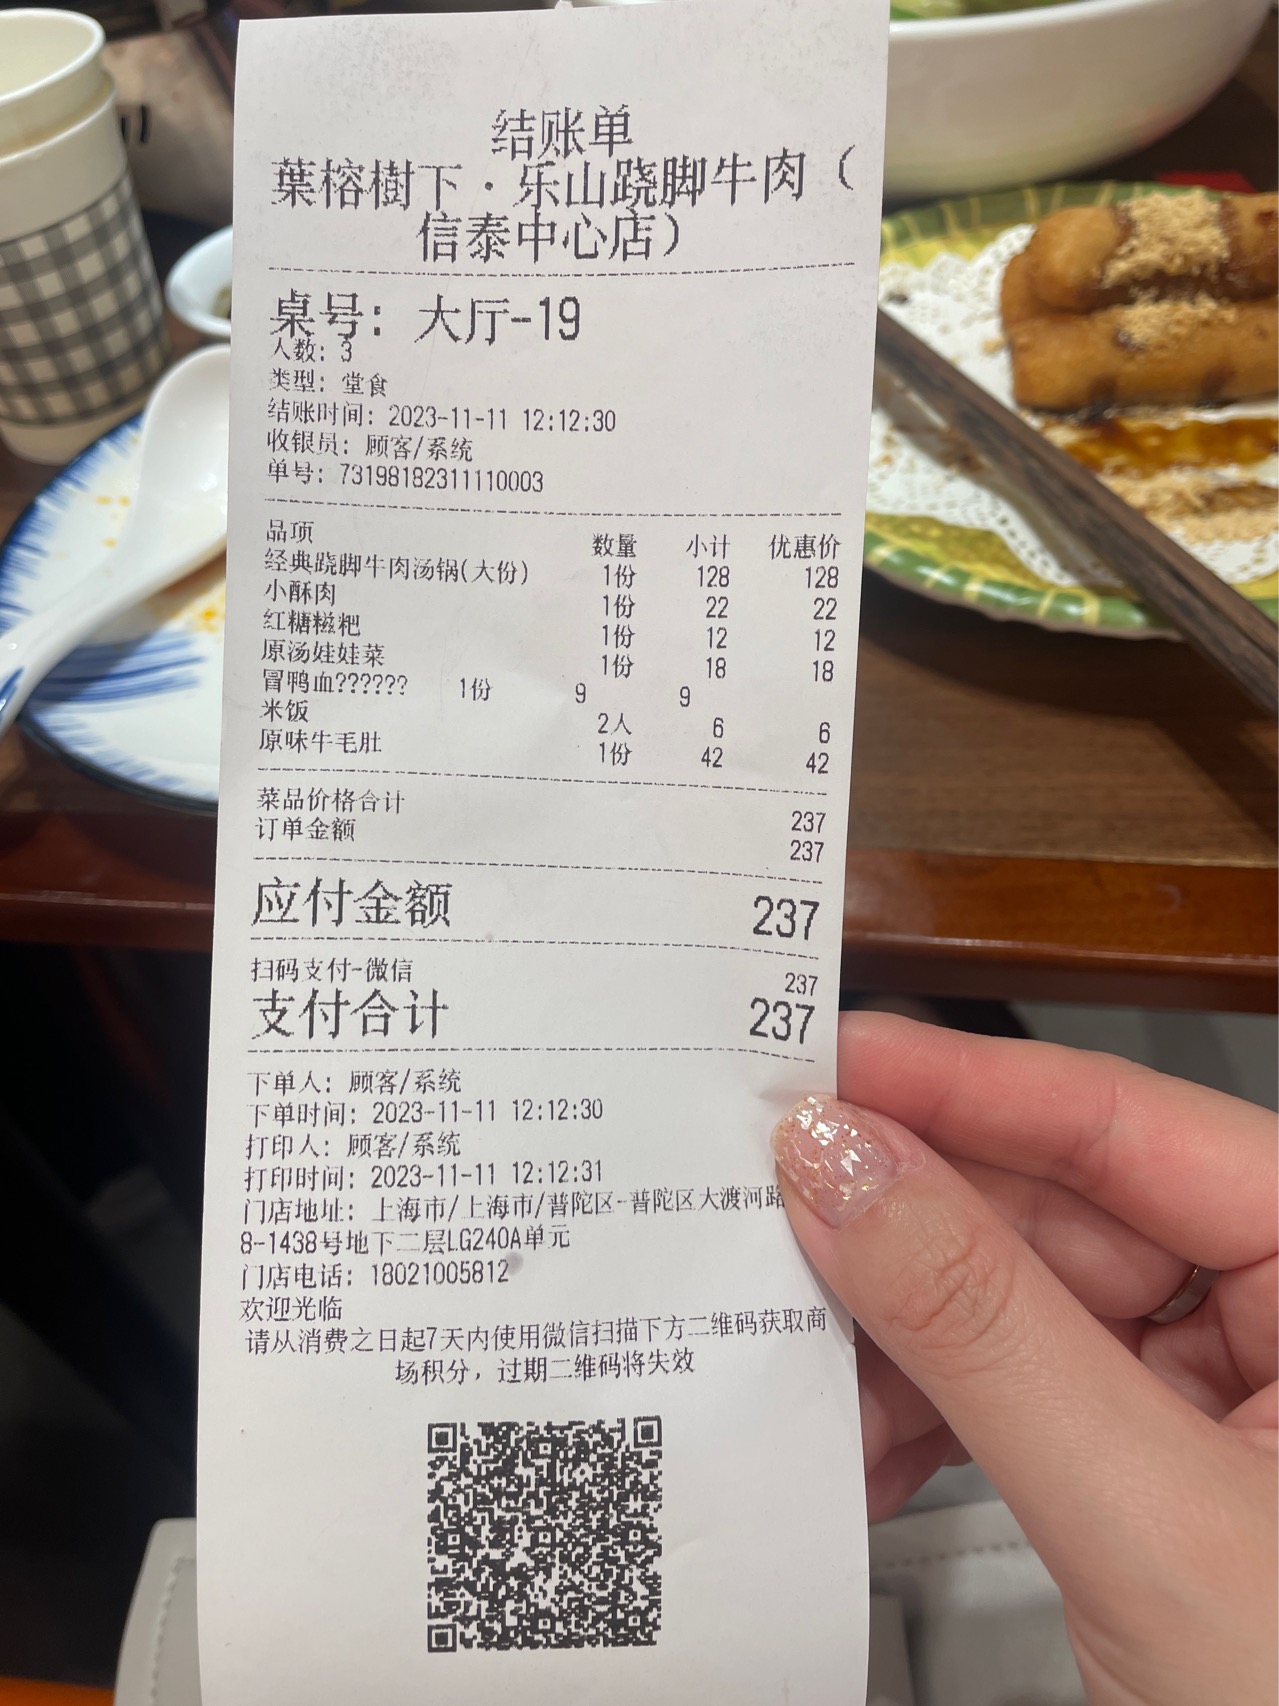 结账单
葉榕樹下·乐山跷脚牛肉（
信泰中心店）
桌号: 大厅-19
人数: 3
类型: 堂食
结账时间: 2023-11-11 12:12:30
收银员: 顾客/系统
单号: 73198182311110003
品项 数量 小计 优惠价
经典跷脚牛肉汤锅(大份) 1份 128 128
小酥肉 1份 22 22
红糖糍粑 1份 12 12
原汤娃娃菜 1份 18 18
冒鸭血?????? 1份 9 9
米饭 2人 6 6
原味牛毛肚 1份 42 42
菜品价格合计 237
订单金额 237
应付金额 237
扫码支付-微信 237
支付合计 237
下单人: 顾客/系统
下单时间: 2023-11-11 12:12:30
打印人: 顾客/系统
打印时间: 2023-11-11 12:12:31
门店地址: 上海市/上海市/普陀区-普陀区大渡河路
8-1438号地下二层LG240A单元
门店电话: 18021005812
欢迎光临
请从消费之日起7天内使用微信扫描下方二维码获取商
场积分，过期二维码将失效